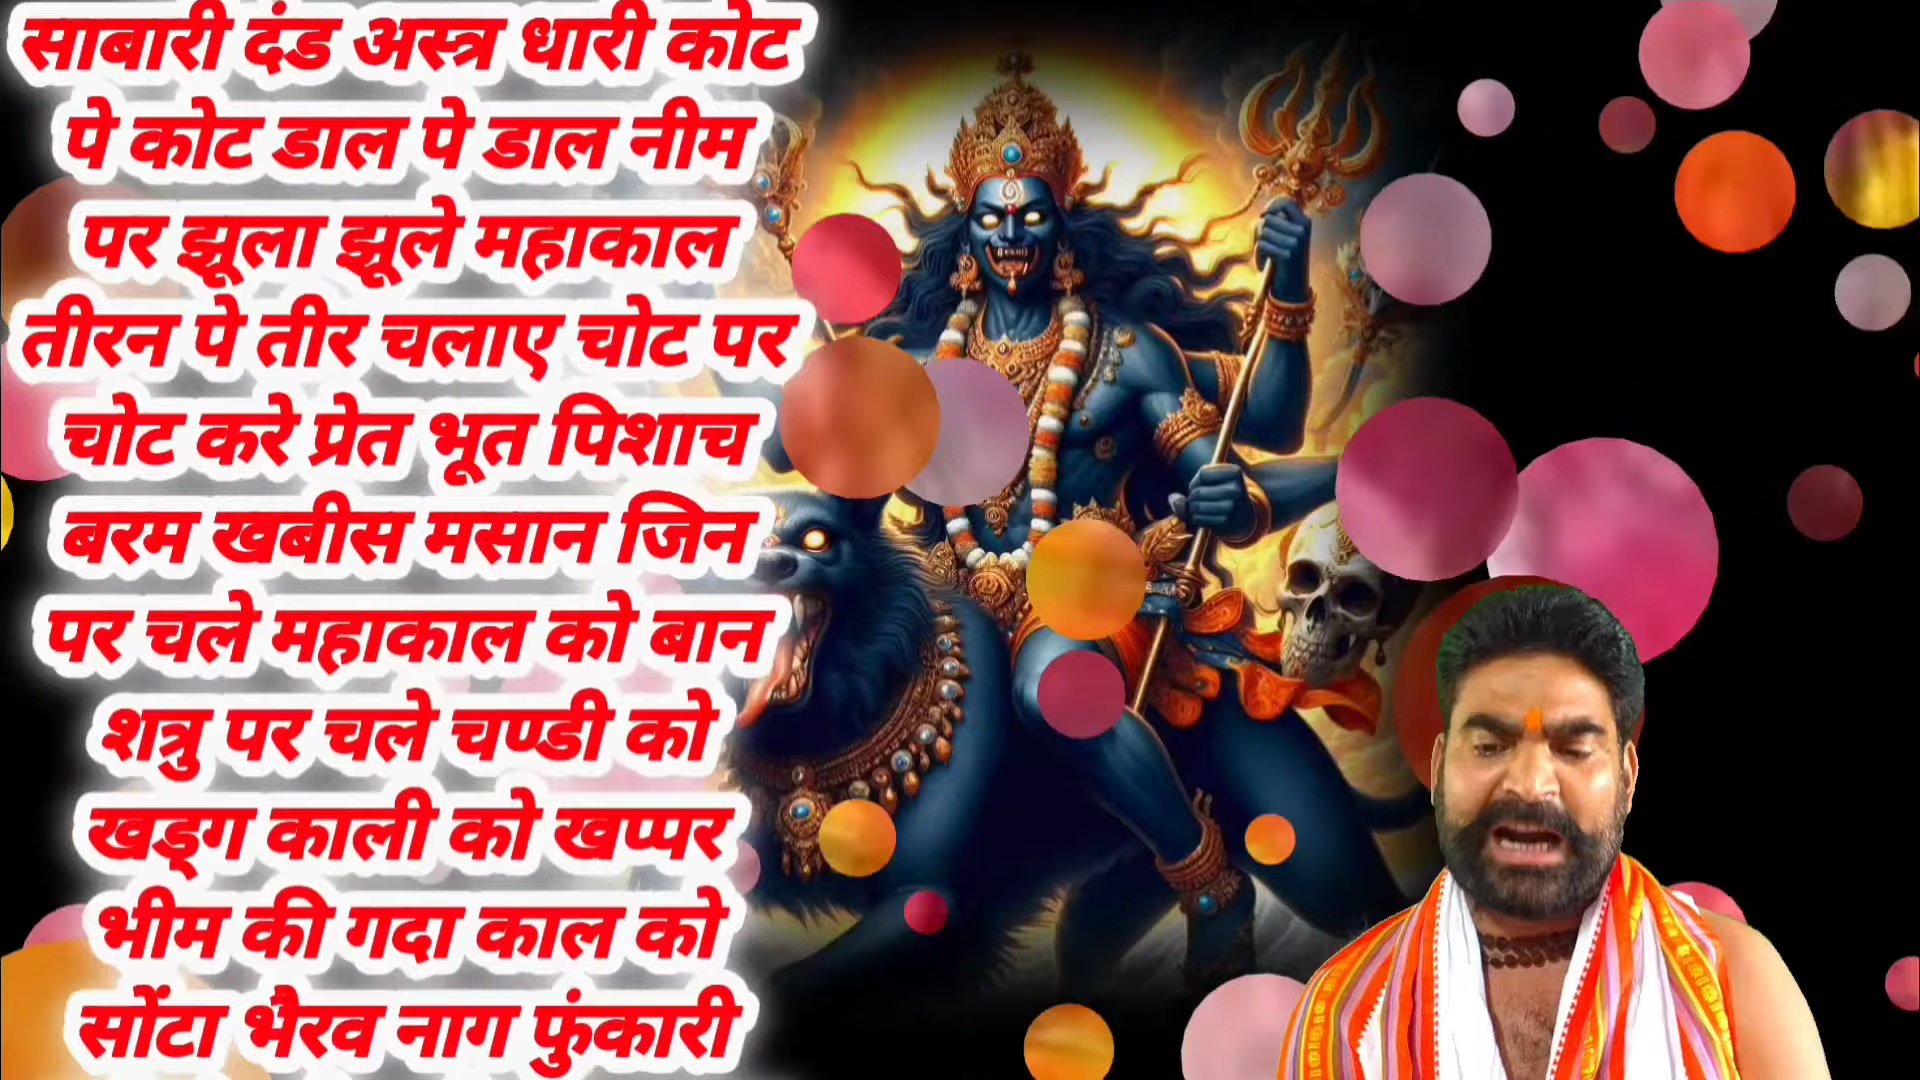 साबारी दंड अस्त्र धारी कोट
पे कोट डाल पे डाल नीम
पर झूला झूले महाकाल
तीरन पे तीर चलाए चोट पर
चोट करे प्रेत भूत पिशाच
बरम खबीस मसान जिन
पर चले महाकाल को बान
शत्रु पर चले चण्डी को
खड्ग काली को खप्पर
भीम की गदा काल को
सोंटा भैरव नाग फुंकारी